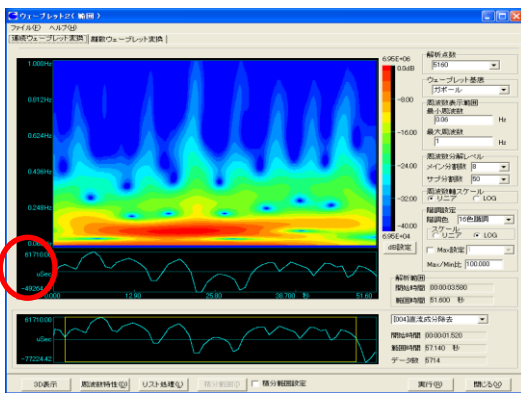 ウェーブレット2( 範囲 )
ファイル(F) ヘルプ(H)
連続ウェーブレット変換 離散ウェーブレット変換
1.000Hz
0.812Hz
0.624Hz
0.436Hz
0.248Hz
6.95E+06
0.0dB
-8.00
-16.00
-24.00
-32.00
-40.00
6.95E+04
dB設定
61710.00
uSec
0.000
12.90
25.80
38.700 秒
51.60
61710.00
uSec
-77224.42
解析点数
5160
ウェーブレット基底
ガボール
周波数表示範囲
最小周波数
0.06 Hz
最大周波数
1 Hz
周波数分解レベル
メイン分割数 8
サブ分割数 50
周波数軸スケール
リニア LOG
階調設定
階調色 16色階調
スケール
リニア LOG
Max設定
Max/Min比 100.000
解析範囲
開始時間 00:00:03.580
範囲時間 51.600 秒
[004]直流成分除去
開始時間 00:00:01.520
範囲時間 57.140 秒
データ数 5714
3D表示 周波数特性(D) リスト処理(L) 積分範囲(I) 積分範囲設定 実行(R) 閉じる(X)